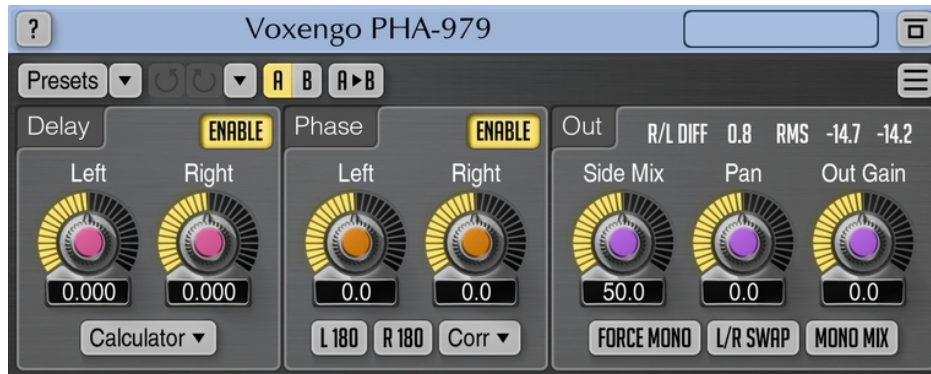 ? Voxengo PHA-979
Presets A B A▸B
Delay ENABLE
Left Right
0.000 0.000
Calculator
Phase ENABLE
Left Right
0.0 0.0
L 180 R 180 Corr
Out R/L DIFF 0.8 RMS -14.7 -14.2
Side Mix Pan Out Gain
50.0 0.0 0.0
FORCE MONO L/R SWAP MONO MIX